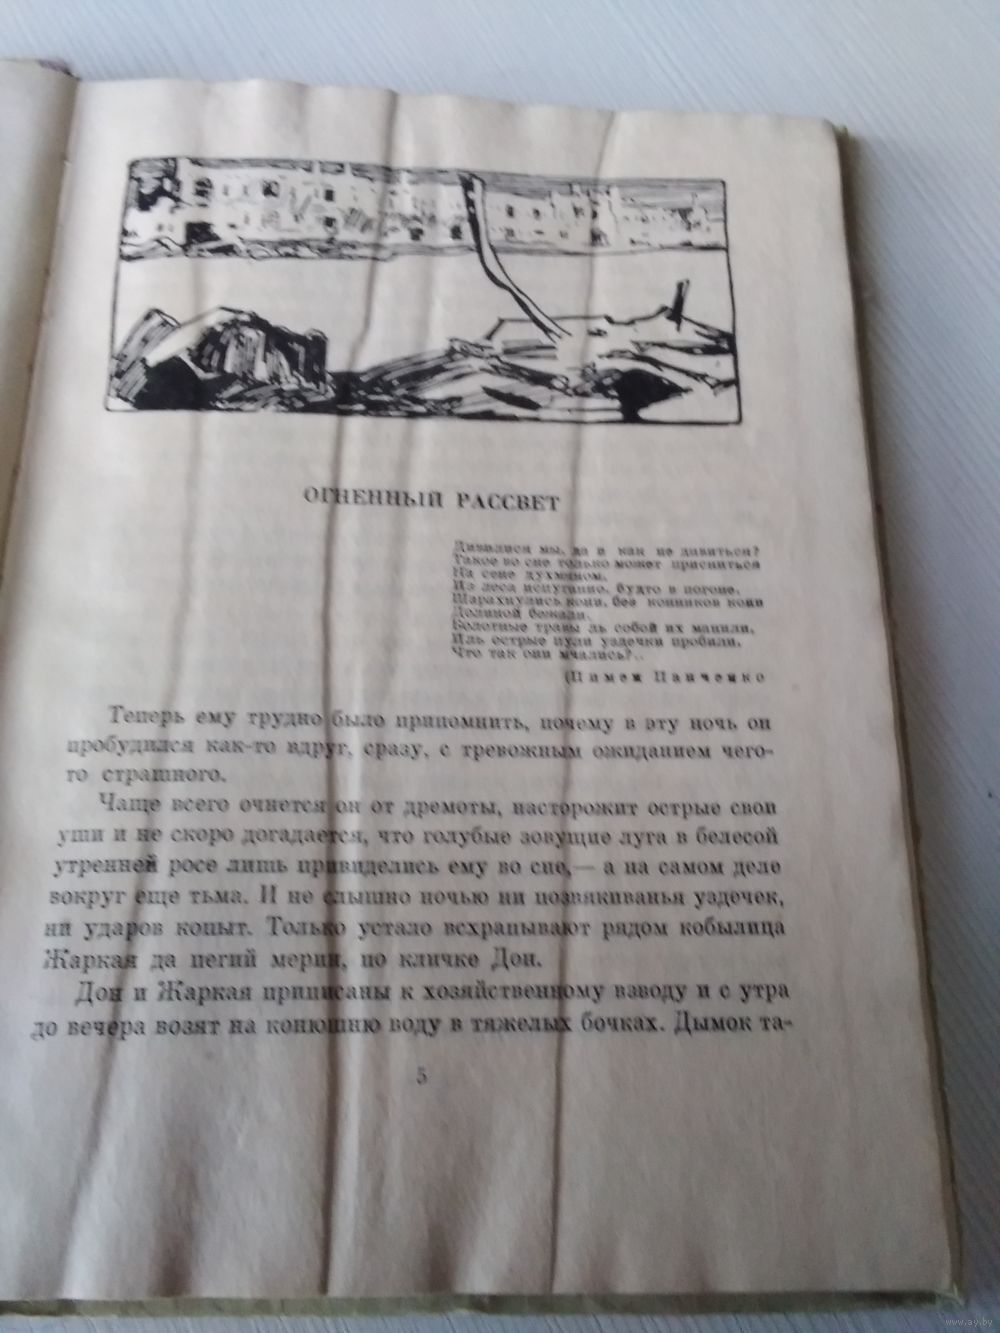 ОГНЕННЫЙ РАССВЕТ
Дивились мы, да и как не дивиться?
Такое во сне только может присниться
На сене духмяном.
Из леса испуганно, будто в погоне,
Шарахнулись кони, без конников кони
Долиной бежали.
Болотные травы ль собой их манили,
Иль острые пули уздечки пробили,
Что так они мчались?..
(Пимен Панченко
Теперь ему трудно было припомнить, почему в эту ночь он
пробудился как-то вдруг, сразу, с тревожным ожиданием чего-
то страшного.
Чаще всего очнется он от дремоты, насторожит острые свои
уши и не скоро догадается, что голубые зовущие луга в белесой
утренней росе лишь привиделись ему во сне,— а на самом деле
вокруг еще тьма. И не слышно ночью ни позвякиванья уздечек,
ни ударов копыт. Только устало всхрапывают рядом кобылица
Жаркая да пегий мерин, по кличке Дон.
Дон и Жаркая приписаны к хозяйственному взводу и с утра
до вечера возят на конюшню воду в тяжелых бочках. Дымок та-
5
www.ay.by